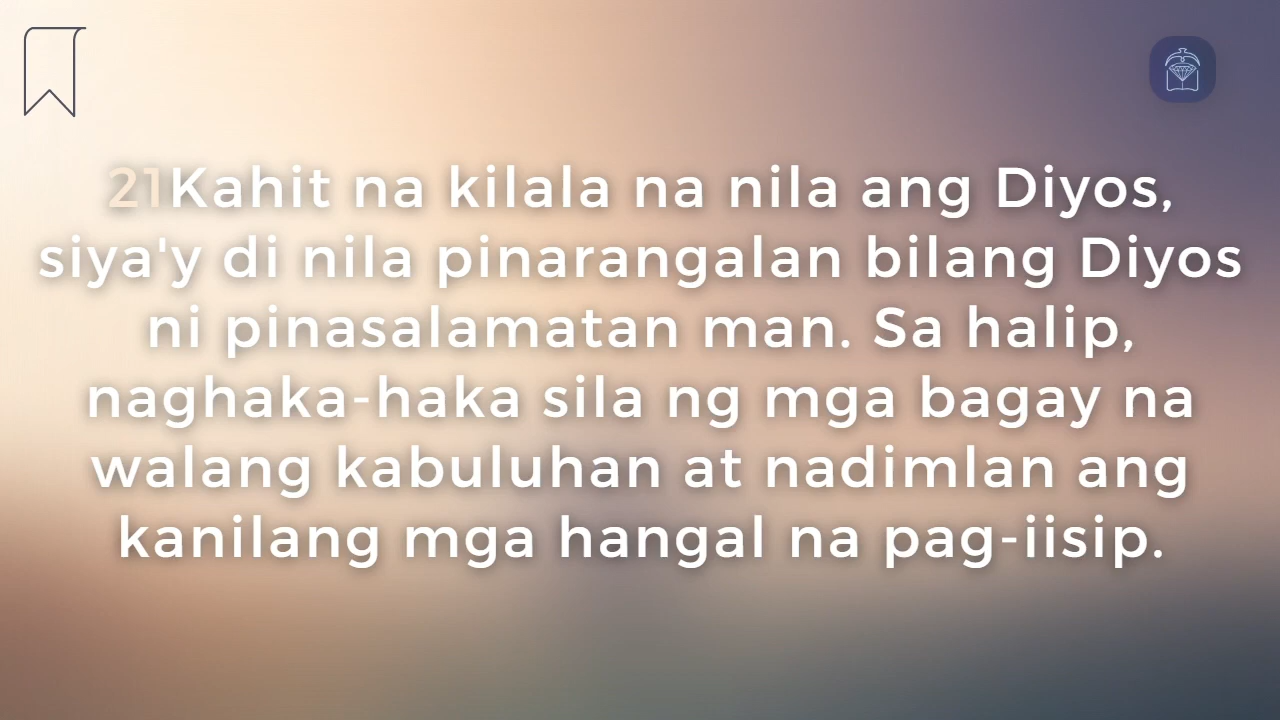 21Kahit na kilala na nila ang Diyos,
siya'y di nila pinarangalan bilang Diyos
ni pinasalamatan man. Sa halip,
naghaka-haka sila ng mga bagay na
walang kabuluhan at nadimlan ang
kanilang mga hangal na pag-iisip.